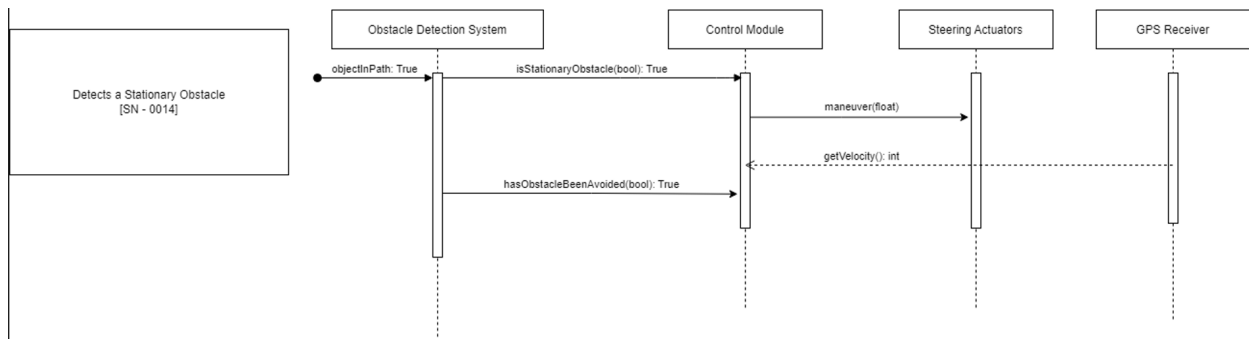 Obstacle Detection System
Control Module
Steering Actuators
GPS Receiver
Detects a Stationary Obstacle
[SN - 0014]
objectInPath: True
isStationaryObstacle(bool): True
maneuver(float)
getVelocity(): int
hasObstacleBeenAvoided(bool): True